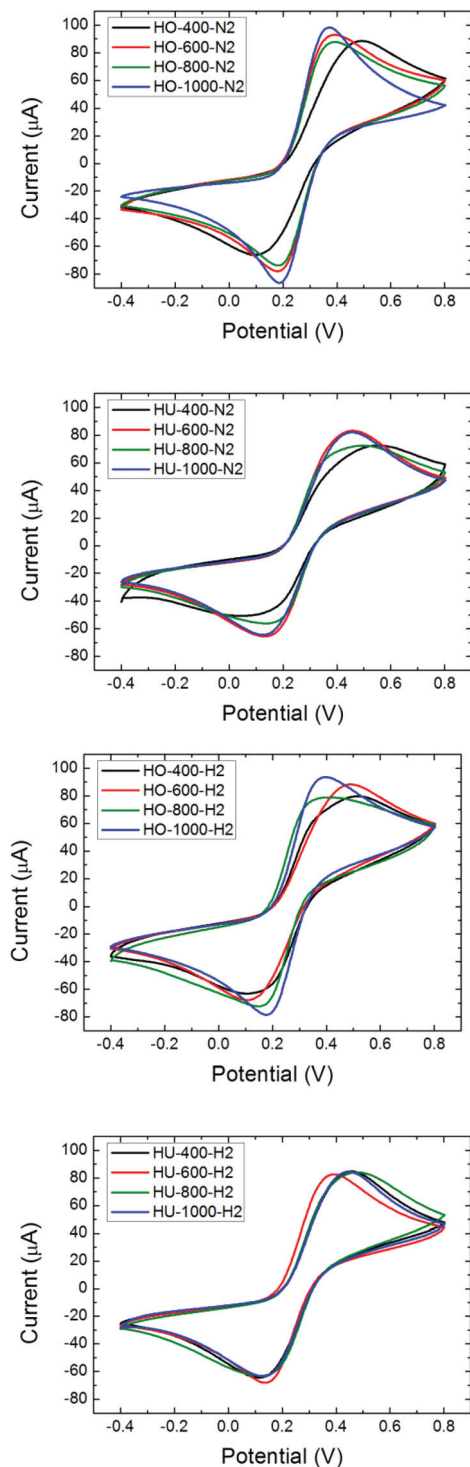 HO-400-N2
HO-600-N2
HO-800-N2
HO-1000-N2
100
80
60
40
20
0
-20
-40
-60
-80
Current (μA)
-0.4 -0.2 0.0 0.2 0.4 0.6 0.8
Potential (V)
HU-400-N2
HU-600-N2
HU-800-N2
HU-1000-N2
100
80
60
40
20
0
-20
-40
-60
-80
Current (μA)
-0.4 -0.2 0.0 0.2 0.4 0.6 0.8
Potential (V)
HO-400-H2
HO-600-H2
HO-800-H2
HO-1000-H2
100
80
60
40
20
0
-20
-40
-60
-80
Current (μA)
-0.4 -0.2 0.0 0.2 0.4 0.6 0.8
Potential (V)
HU-400-H2
HU-600-H2
HU-800-H2
HU-1000-H2
100
80
60
40
20
0
-20
-40
-60
-80
Current (μA)
-0.4 -0.2 0.0 0.2 0.4 0.6 0.8
Potential (V)